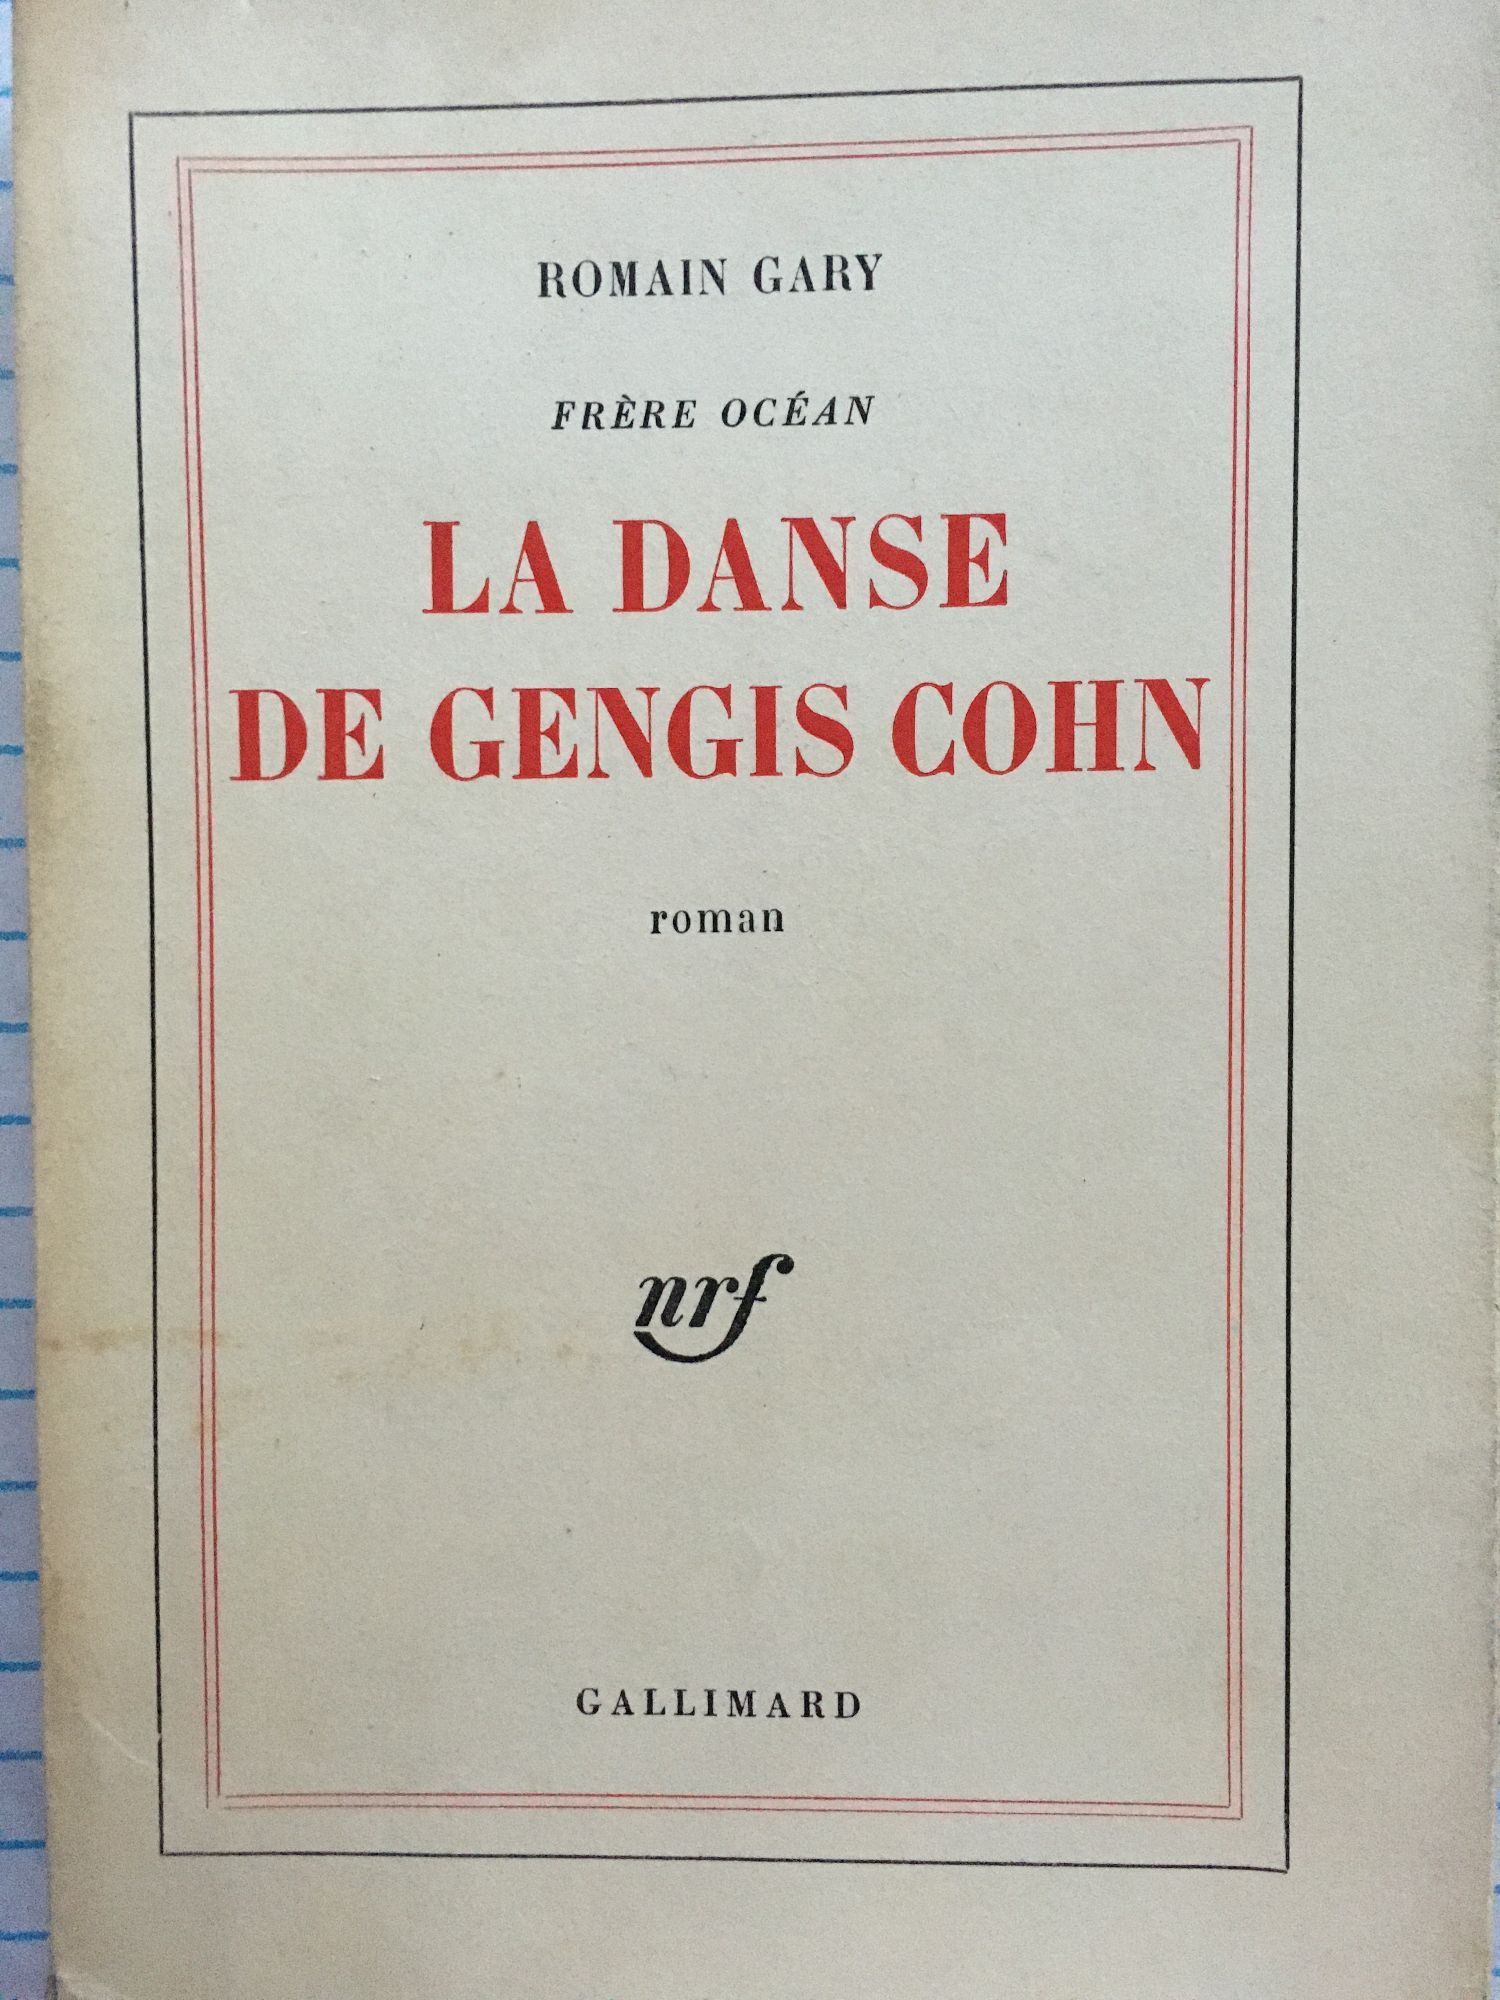 ROMAIN GARY
FRÈRE OCÉAN
LA DANSE
DE GENGIS COHN
roman
nrf
GALLIMARD